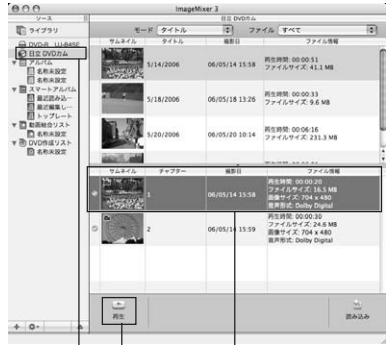 ImageMixer 3
ソース
日立 DVDカム
モード タイトル
ファイル すべて
ライブラリ
DVD-R UJ-845E
日立 DVDカム
アルバム
名称未設定
名称未設定
スマートアルバム
最近読み込…
最近編集し…
トップレート
動画結合リスト
名称未設定
DVD作成リスト
名称未設定
サムネイル タイトル 撮影日 ファイル情報
5/14/2006 06/05/14 15:58 再生時間: 00:00:51
ファイルサイズ: 41.1 MB
5/18/2006 06/05/18 13:26 再生時間: 00:00:33
ファイルサイズ: 9.6 MB
5/20/2006 06/05/20 10:14 再生時間: 00:06:16
ファイルサイズ: 231.3 MB
サムネイル チャプター 撮影日 ファイル情報
1 06/05/14 15:58 再生時間: 00:00:20
ファイルサイズ: 16.5 MB
画像サイズ: 704 x 480
音声形式: Dolby Digital
2 06/05/14 15:59 再生時間: 00:00:30
ファイルサイズ: 24.6 MB
画像サイズ: 704 x 480
音声形式: Dolby Digital
再生
読み込み